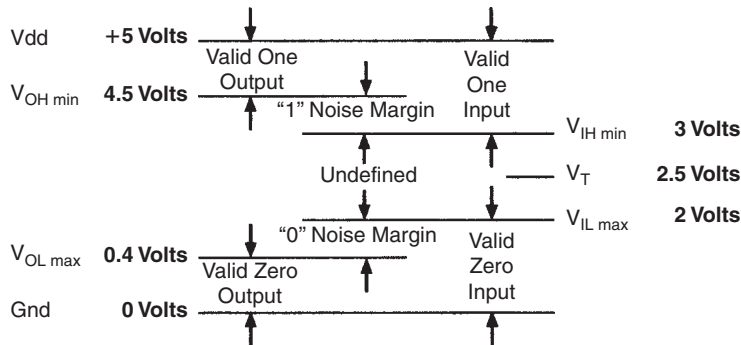 Vdd +5 Volts
Valid One
Output
Valid
One
Input
VOH min 4.5 Volts
“1” Noise Margin
VIH min 3 Volts
Undefined
VT 2.5 Volts
VIL max 2 Volts
“0” Noise Margin
VOL max 0.4 Volts
Valid Zero
Output
Valid
Zero
Input
Gnd 0 Volts